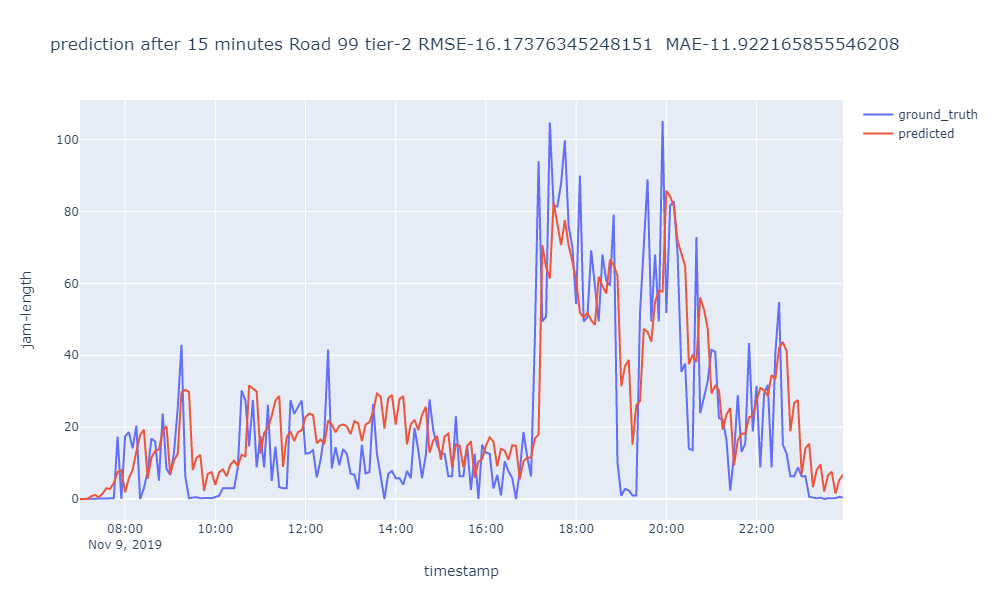 prediction after 15 minutes Road 99 tier-2 RMSE-16.17376345248151  MAE-11.922165855546208
ground_truth
predicted
100
80
60
40
20
0
jam-length
08:00 10:00 12:00 14:00 16:00 18:00 20:00 22:00
Nov 9, 2019
timestamp